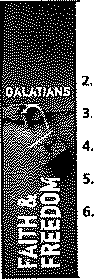 GALATIANS
FAITH &
FREEDOM
2.
3.
4.
5.
6.